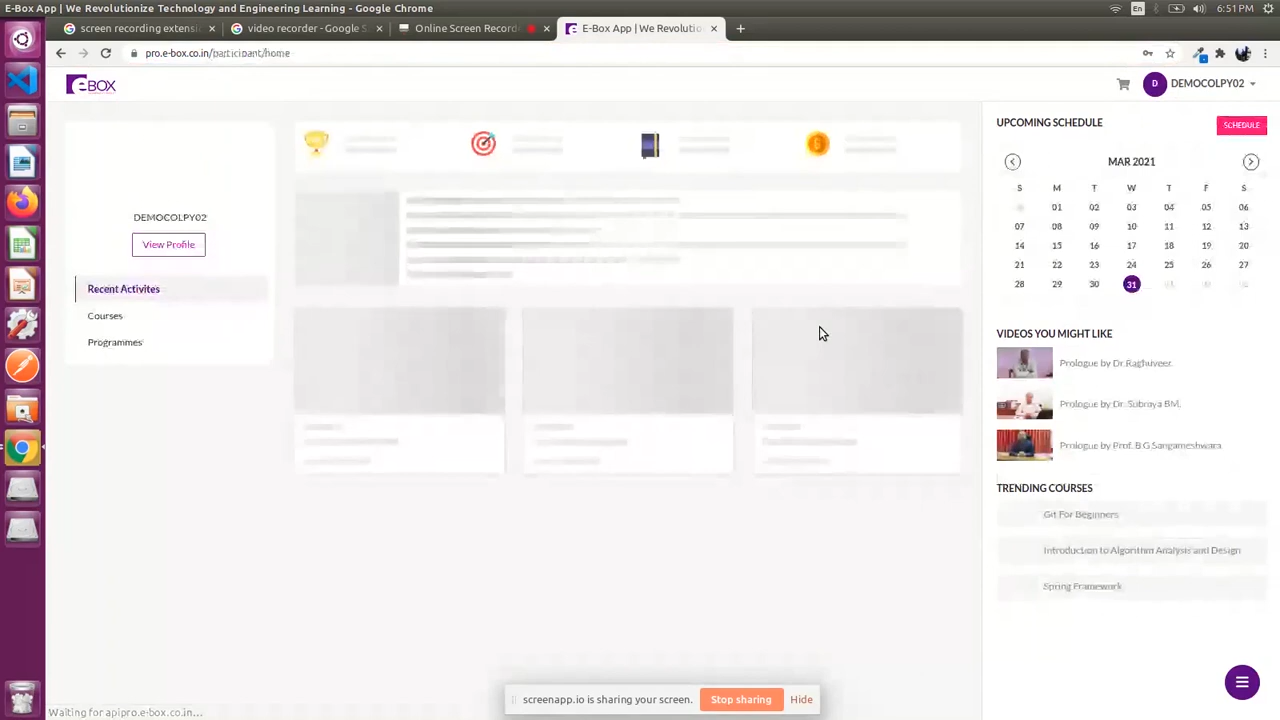 E-Box App | We Revolutionize Technology and Engineering Learning - Google Chrome
En
6:51PM
screen recording extens
video recorder - Google S
Online Screen Record
E-Box App | We Revolutio
pro.e-box.co.in/participant/home
eBOX
D
DEMOCOLPY02
UPCOMING SCHEDULE
SCHEDULE
MAR 2021
S M T W T F S
01 02 03 04 05 06
07 08 09 10 11 12 13
14 15 16 17 18 19 20
21 22 23 24 25 26 27
28 29 30 31
DEMOCOLPY02
View Profile
Recent Activites
Courses
Programmes
VIDEOS YOU MIGHT LIKE
Prologue by Dr.Raghuveer.
Prologue by Dr. Subraya BM.
Prologue by Prof. B.G.Sangameshwara
TRENDING COURSES
Git For Beginners
Introduction to Algorithm Analysis and Design
Spring Framework
screenapp.io is sharing your screen.
Stop sharing
Hide
Waiting for apipro.e-box.co.in...